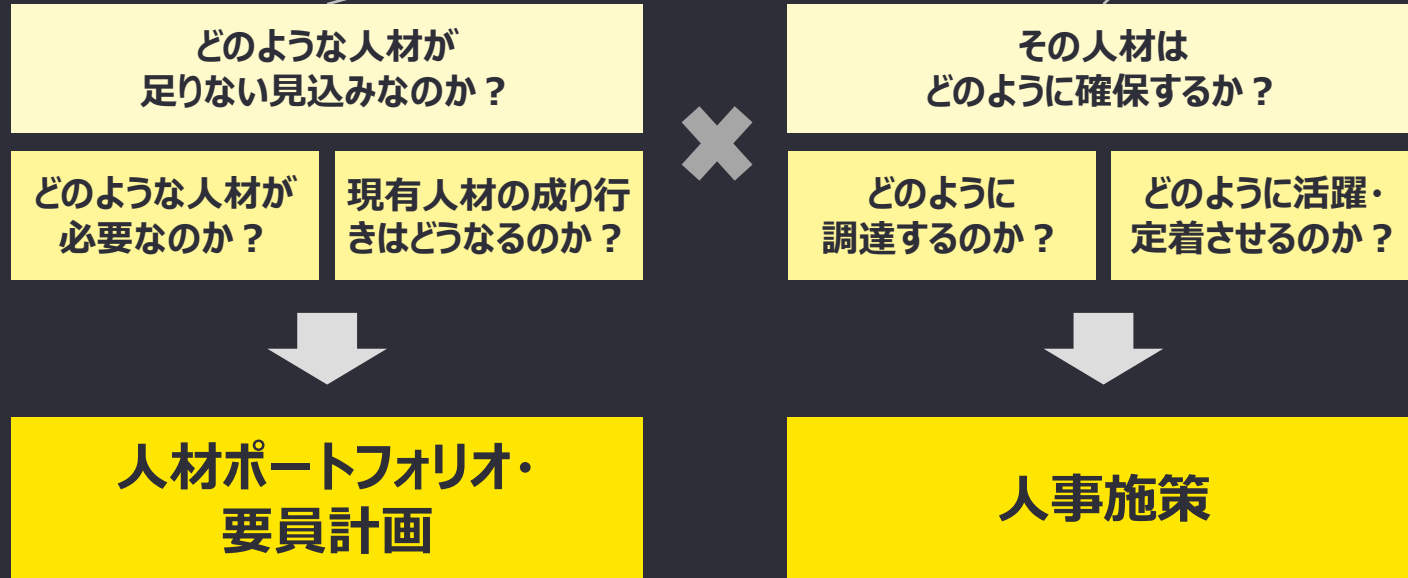 どのような人材が
足りない見込みなのか？
その人材は
どのように確保するか？
どのような人材が
必要なのか？
現有人材の成り行
きはどうなるのか？
どのように
調達するのか？
どのように活躍・
定着させるのか？
人材ポートフォリオ・
要員計画
人事施策